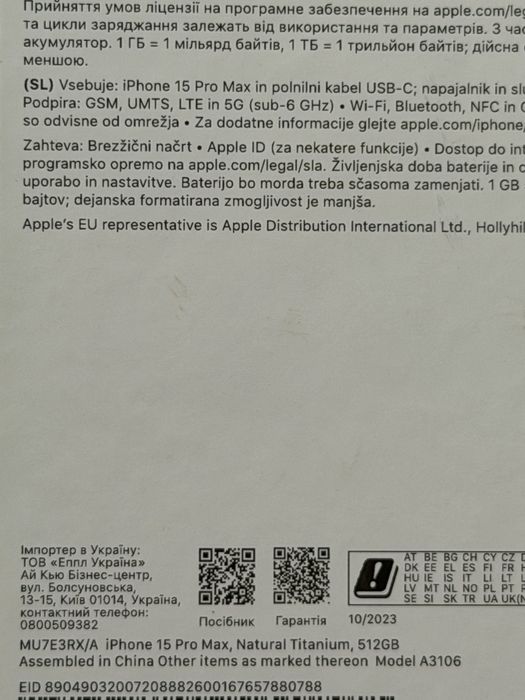 Прийняття умов ліцензії на програмне забезпечення на apple.com/leg
та цикли заряджання залежать від використання та параметрів. З час
акумулятор. 1 ГБ = 1 мільярд байтів, 1 ТБ = 1 трильйон байтів; дійсна
меншою.
(SL) Vsebuje: iPhone 15 Pro Max in polnilni kabel USB-C; napajalnik in slu
Podpira: GSM, UMTS, LTE in 5G (sub-6 GHz) • Wi-Fi, Bluetooth, NFC in
so odvisne od omrežja • Za dodatne informacije glejte apple.com/iphone,
Zahteva: Brezžični načrt • Apple ID (za nekatere funkcije) • Dostop do int
programsko opremo na apple.com/legal/sla. Življenjska doba baterije in c
uporabo in nastavitve. Baterijo bo morda treba sčasoma zamenjati. 1 GB
bajtov; dejanska formatirana zmogljivost je manjša.
Apple's EU representative is Apple Distribution International Ltd., Hollyhil
Імпортер в Україну:
ТОВ «Еппл Україна»
Ай Кью Бізнес-центр,
вул. Болсуновська,
13-15, Київ 01014, Україна,
контактний телефон:
0800509382
Посібник
Гарантія
AT BE BG CH CY CZ
DK EE EL ES FI FR
HU IE IS IT LI LT
LV MT NL NO PL PT
SE SI SK TR UA UK(N
10/2023
MU7E3RX/A iPhone 15 Pro Max, Natural Titanium, 512GB
Assembled in China Other items as marked thereon Model A3106
EID 89049032007208882600167657880788